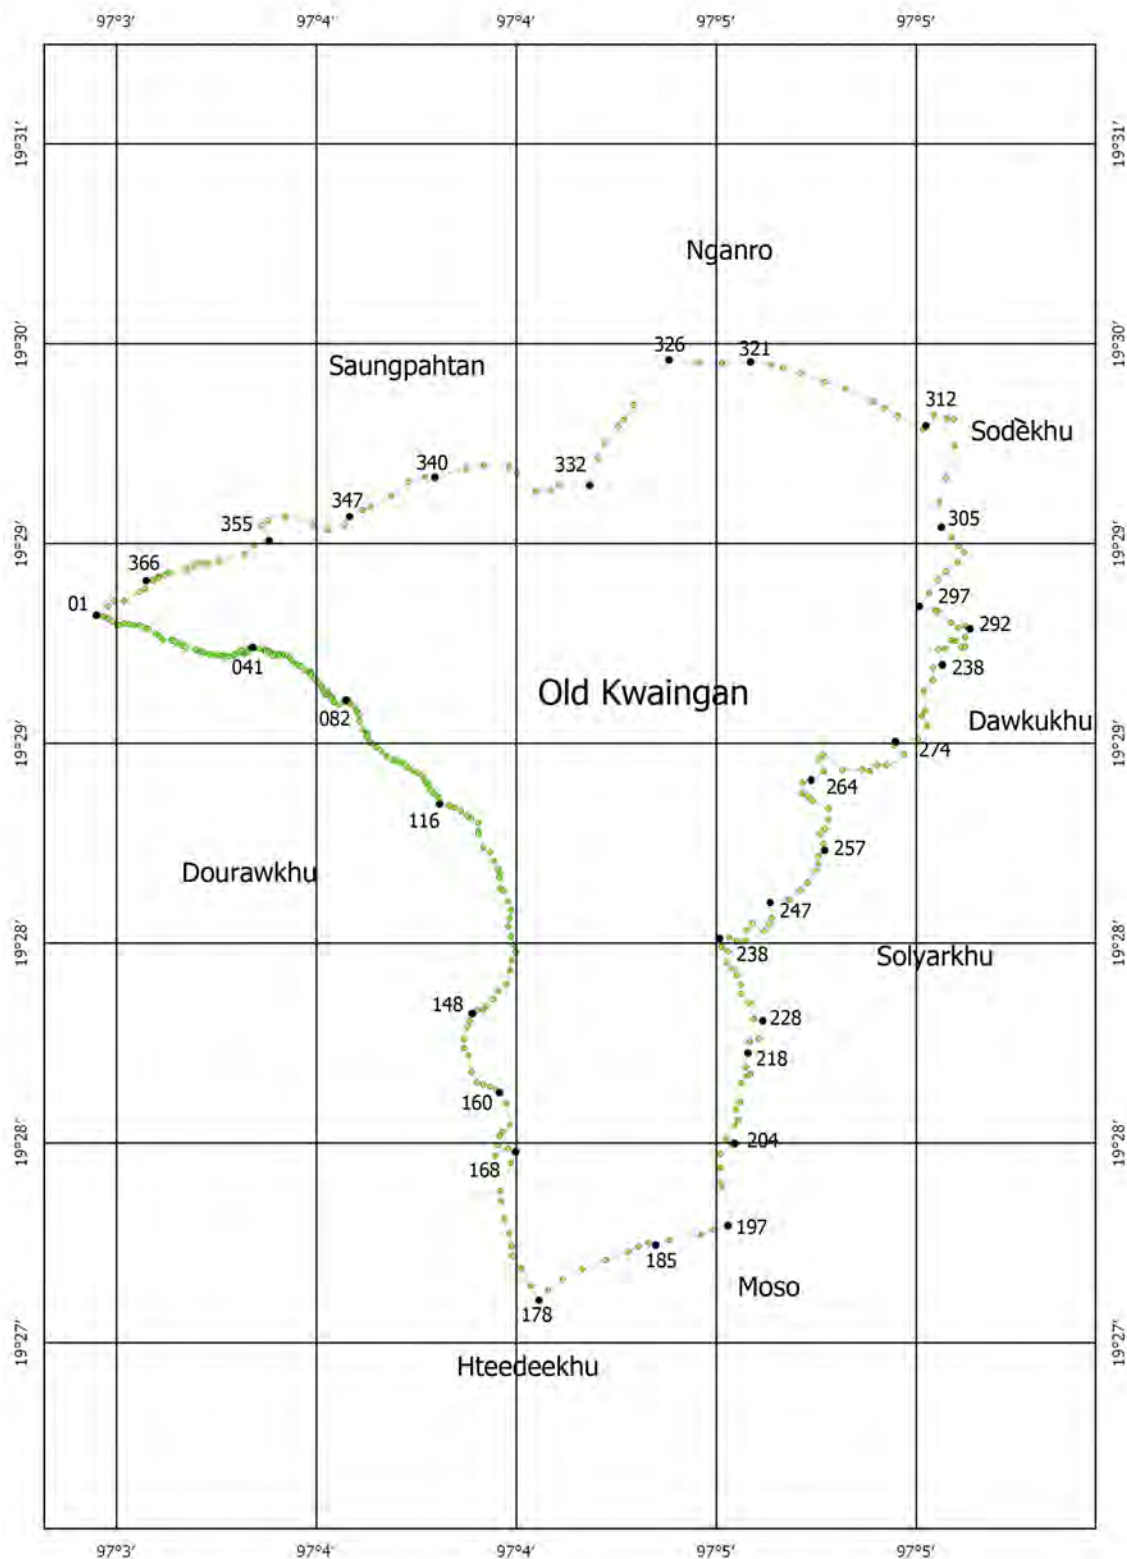 97°3' 97°4' 97°4' 97°5' 97°5'
19°31' 19°31'
Nganro
19°30' 19°30'
326 321
Saungpahtan
312
Sodèkhu
340 332
347
355 305
19°29' 19°29'
366
01 297
292
041 238
Old Kwaingan
082 Dawkukhu
19°29' 274 19°29'
264
116
257
Dourawkhu
247
19°28' 238 19°28'
Solyarkhu
148
228
218
160
19°28' 204 19°28'
168
197
185
Moso
178
19°27' 19°27'
Hteedeekhu
97°3' 97°4' 97°4' 97°5' 97°5'